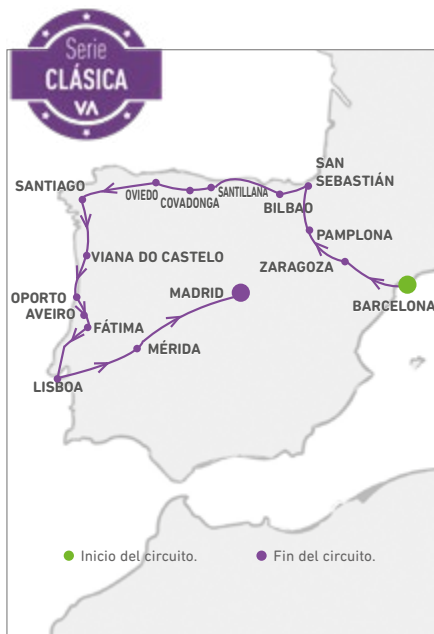 Serie
CLÁSICA
VA
SAN
SEBASTIÁN
SANTIAGO
OVIEDO
COVADONGA
SANTILLANA
BILBAO
PAMPLONA
VIANA DO CASTELO
ZARAGOZA
MADRID
OPORTO
BARCELONA
AVEIRO
FÁTIMA
MÉRIDA
LISBOA
Inicio del circuito.
Fin del circuito.